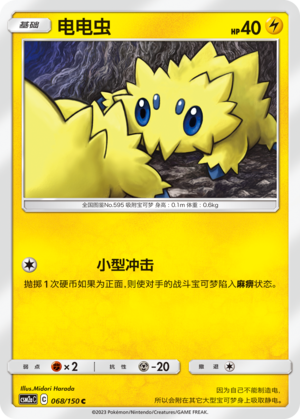 基础 电电虫 HP40
全国图鉴No.595 吸附宝可梦 身高：0.1m 体重：0.6kg
小型冲击
抛掷1次硬币如果为正面，则使对手的战斗宝可梦陷入麻痹状态。
弱点 ×2 抗性 -20 撤退
Illus.Midori Harada
CSM2a C C 068/150 C
因为自己不能制造电，
所以会附在其它大型宝可梦身上吸取静电。
©2023 Pokémon/Nintendo/Creatures/GAME FREAK.